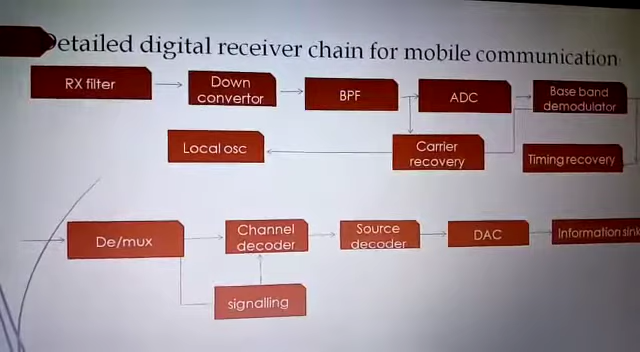 Detailed digital receiver chain for mobile communication
RX filter
Down
convertor
BPF
ADC
Base band
demodulator
Local osc
Carrier
recovery
Timing recovery
De/mux
Channel
decoder
Source
decoder
DAC
Information sink
signalling